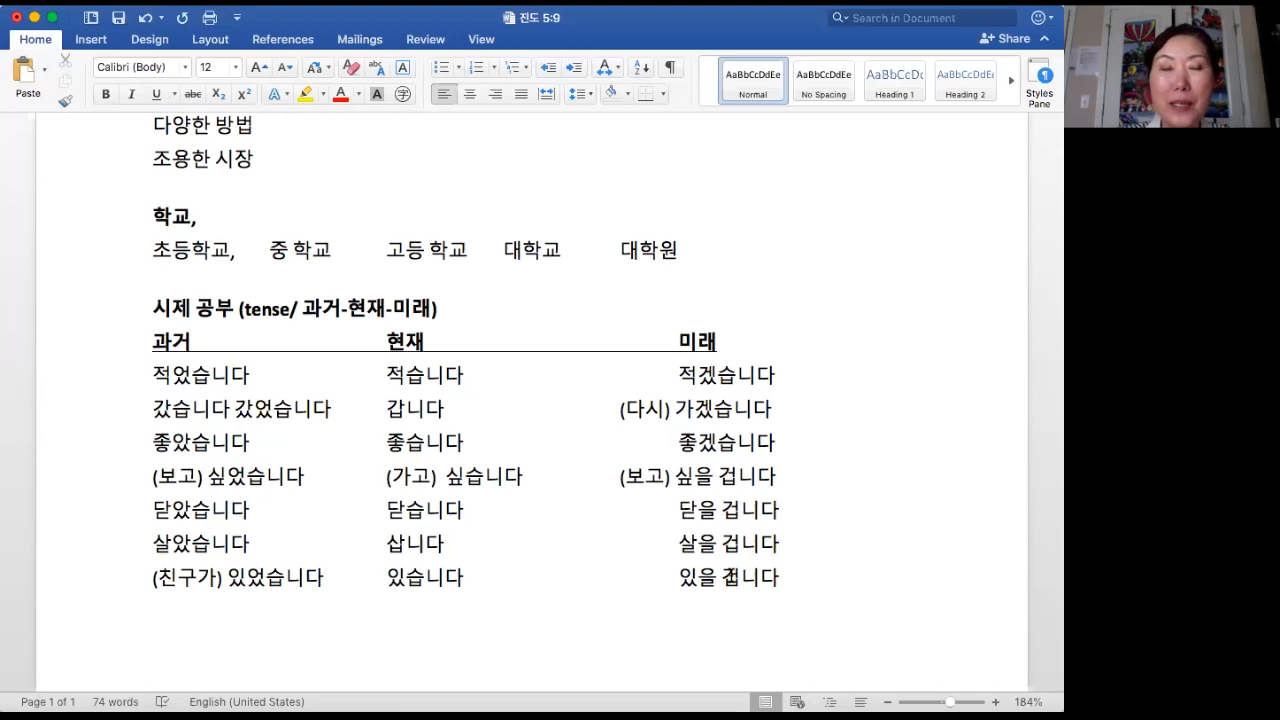 진도 5:9
Search in Document
Home Insert Design Layout References Mailings Review View Share
Calibri (Body) 12
Paste
AaBbCcDdEe AaBbCcDdEe AaBbCcDc AaBbCcDdEe
Normal No Spacing Heading 1 Heading 2 Styles Pane
다양한 방법
조용한 시장
학교,
초등학교, 중 학교 고등 학교 대학교 대학원
시제 공부 (tense/ 과거-현재-미래)
과거 현재 미래
적었습니다 적습니다 적겠습니다
갔습니다 갔었습니다 갑니다 (다시) 가겠습니다
좋았습니다 좋습니다 좋겠습니다
(보고) 싶었습니다 (가고) 싶습니다 (보고) 싶을 겁니다
닫았습니다 닫습니다 닫을 겁니다
살았습니다 삽니다 살을 겁니다
(친구가) 있었습니다 있습니다 있을 겁니다
Page 1 of 1 74 words English (United States) 184%